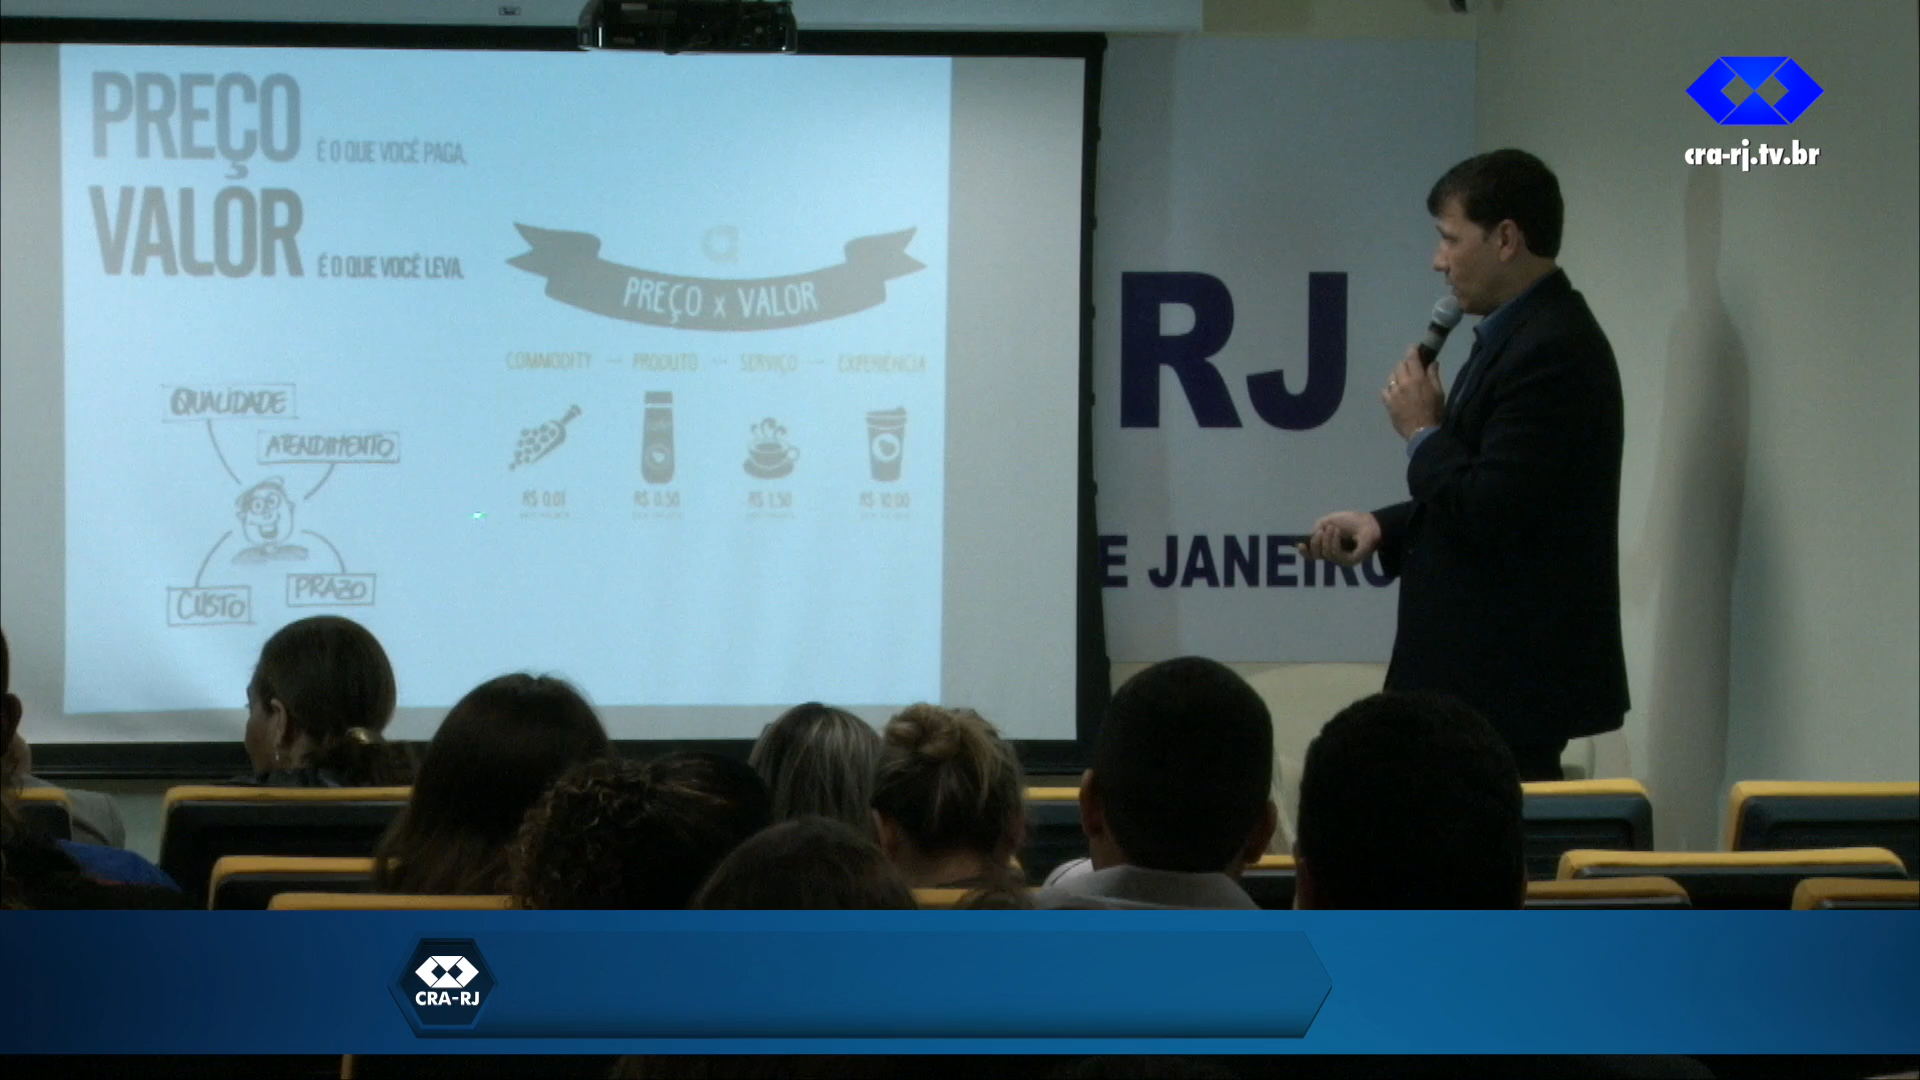 PREÇO É O QUE VOCÊ PAGA,
VALOR É O QUE VOCÊ LEVA.
PREÇO x VALOR
COMMODITY → PRODUTO → SERVIÇO → EXPERIÊNCIA
R$ 0,01 R$ 0,50 R$ 1,50 R$ 10,00
QUALIDADE
ATENDIMENTO
CUSTO
PRAZO
RJ
E JANEIRO
cra-rj.tv.br
CRA-RJ